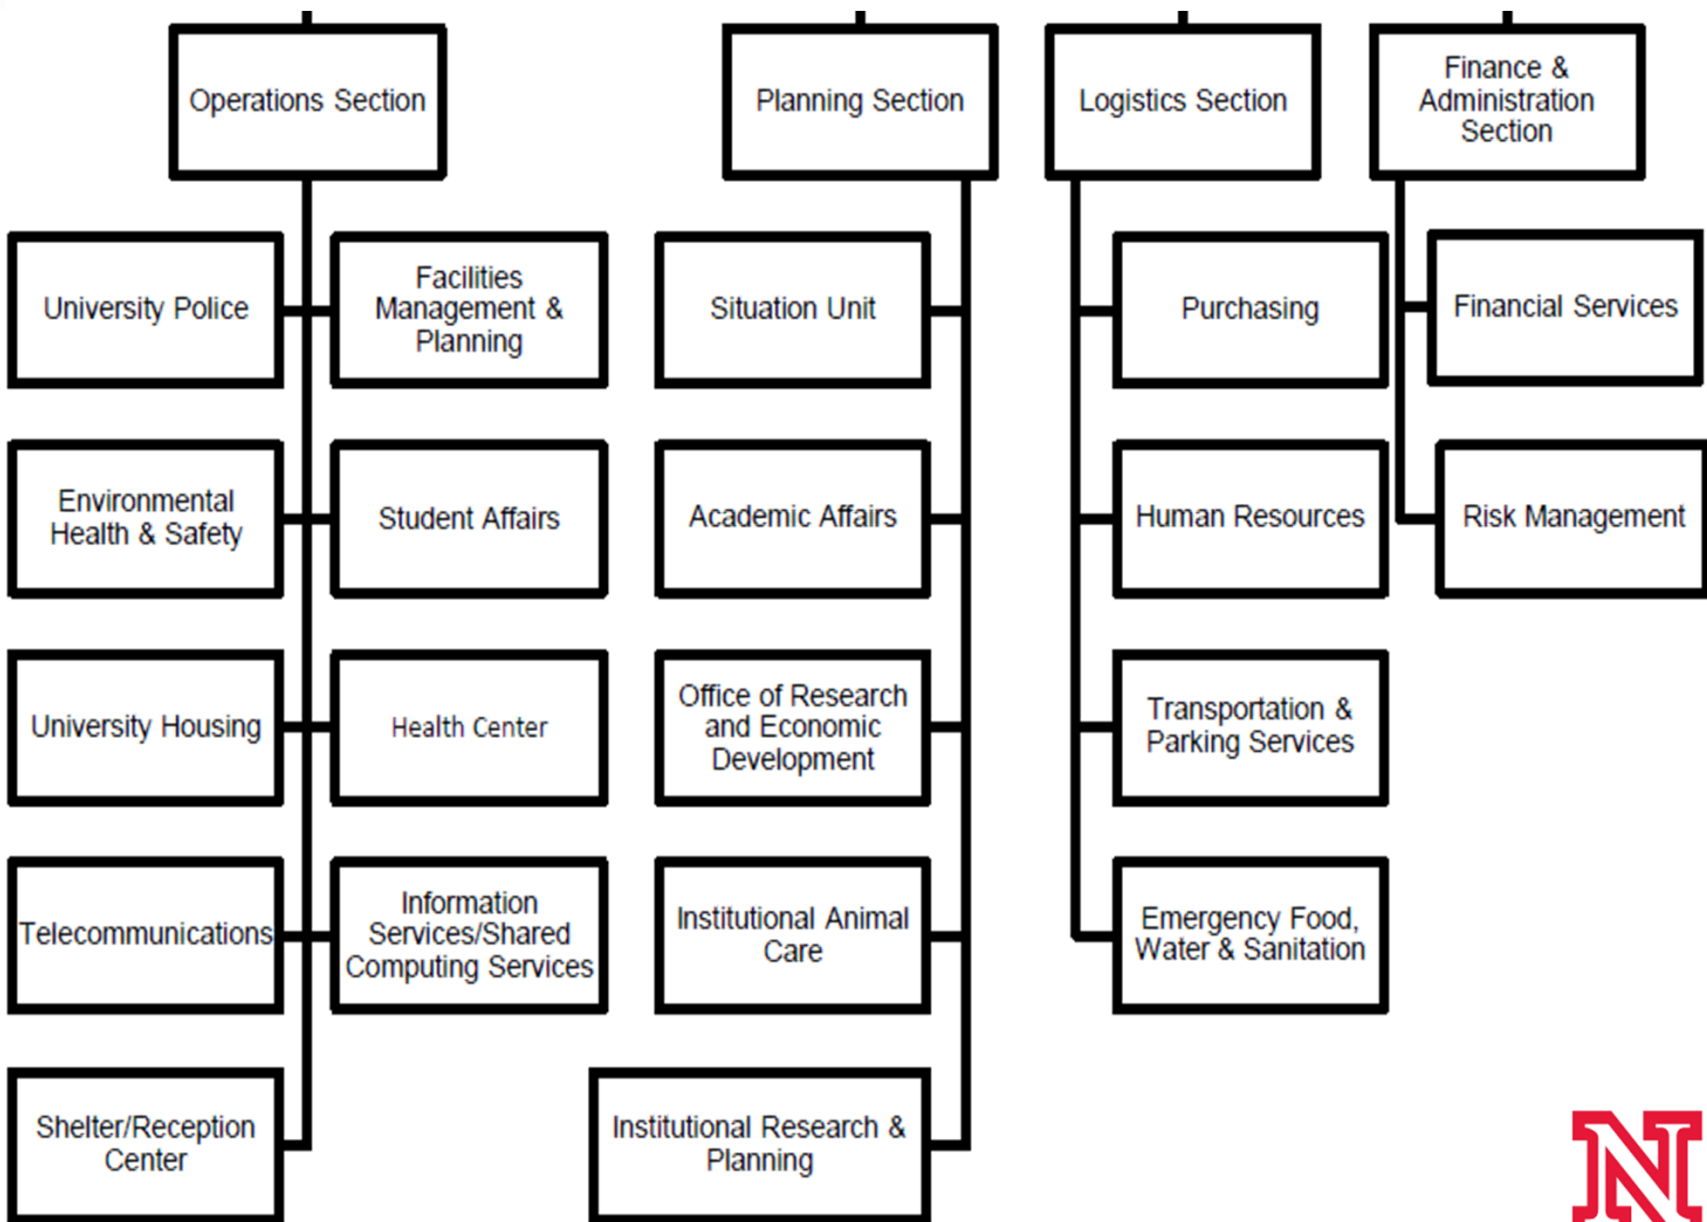 Operations Section
Planning Section
Logistics Section
Finance &
Administration
Section
University Police
Facilities
Management &
Planning
Situation Unit
Purchasing
Financial Services
Environmental
Health & Safety
Student Affairs
Academic Affairs
Human Resources
Risk Management
University Housing
Health Center
Office of Research
and Economic
Development
Transportation &
Parking Services
Telecommunications
Information
Services/Shared
Computing Services
Institutional Animal
Care
Emergency Food,
Water & Sanitation
Shelter/Reception
Center
Institutional Research &
Planning
N